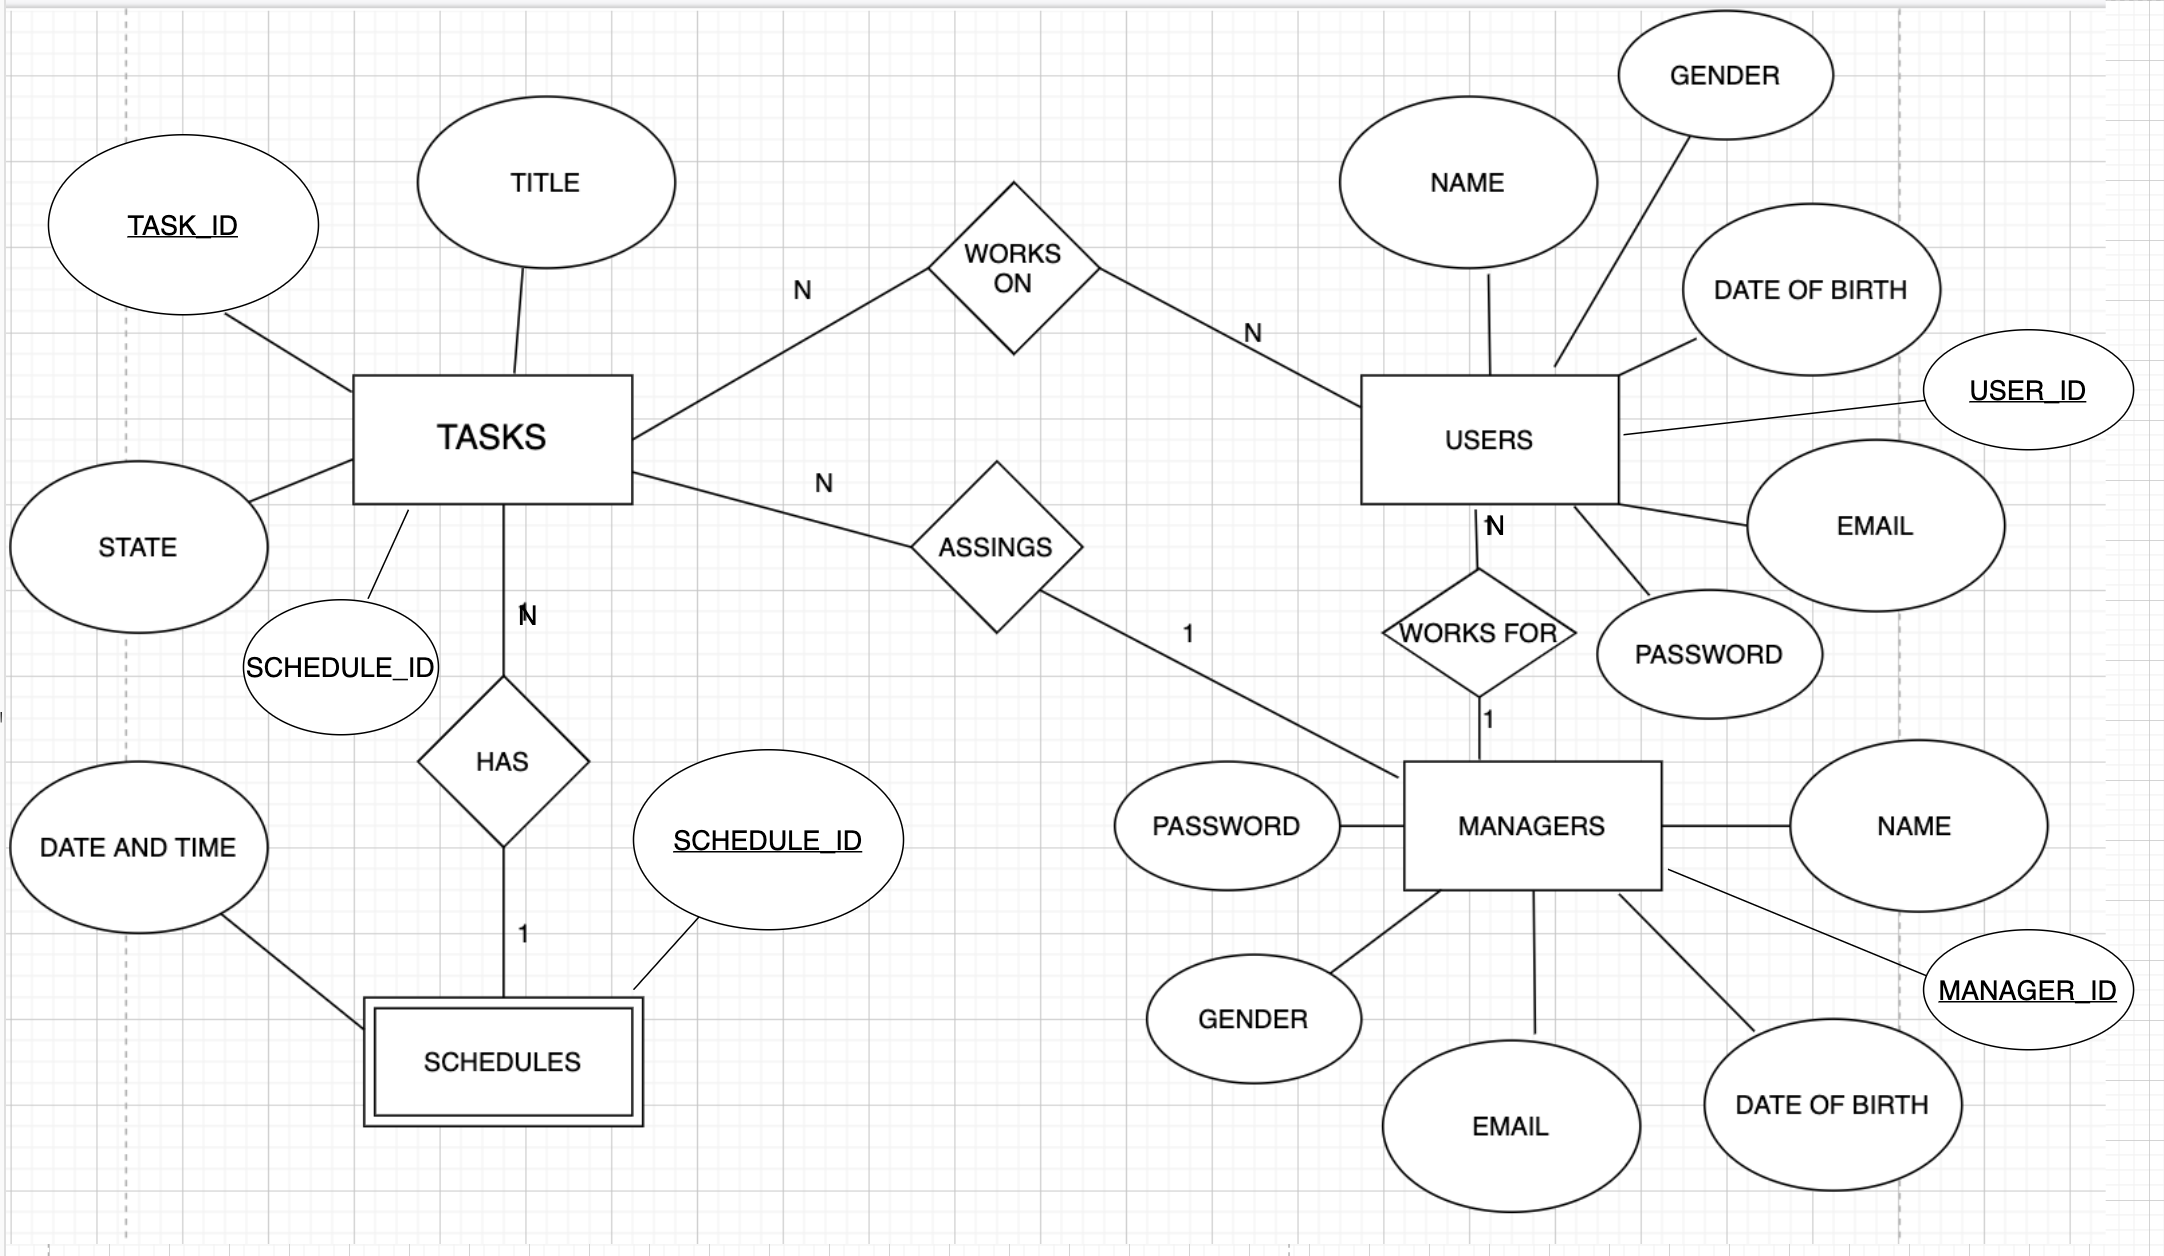 GENDER
NAME
TITLE
TASK_ID
WORKS
ON
DATE OF BIRTH
N
N
USER_ID
TASKS
USERS
N
EMAIL
N
STATE
ASSINGS
N
1
WORKS FOR
PASSWORD
SCHEDULE_ID
1
HAS
PASSWORD
MANAGERS
NAME
DATE AND TIME
SCHEDULE_ID
1
MANAGER_ID
GENDER
SCHEDULES
DATE OF BIRTH
EMAIL